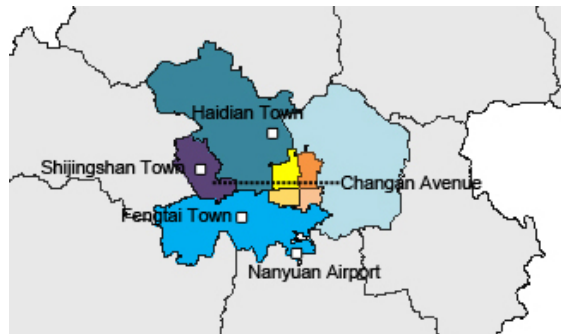 Haidian Town
Shijingshan Town
Changan Avenue
Fengtai Town
Nanyuan Airport